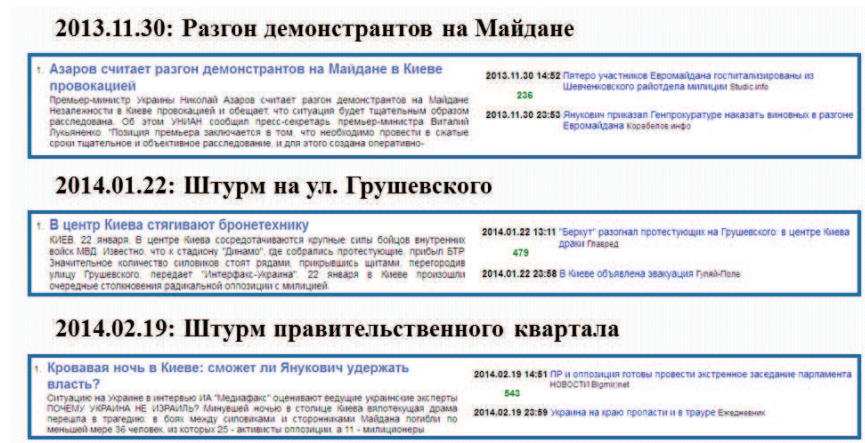 2013.11.30: Разгон демонстрантов на Майдане
1. Азаров считает разгон демонстрантов на Майдане в Киеве
провокацией
Премьер-министр Украины Николай Азаров считает разгон демонстрантов на Майдане
Незалежности в Киеве провокацией и обещает, что ситуация будет тщательным образом
расследована. Об этом УНИАН сообщил пресс-секретарь премьер-министра Виталий
Лукьяненко. "Позиция премьера заключается в том, что необходимо провести в сжатые
сроки тщательное и объективное расследование, и для этого создана оперативно-
2013.11.30 14:52 Пятеро участников Евромайдана госпитализированы из
Шевченковского райотдела милиции Studic.info
236
2013.11.30 23:53 Янукович приказал Генпрокуратуре наказать виновных в разгоне
Евромайдана Корабелов.инфо
2014.01.22: Штурм на ул. Грушевского
1. В центр Киева стягивают бронетехнику
КИЕВ. 22 января. В центре Киева сосредотачиваются крупные силы бойцов внутренних
войск МВД. Известно, что к стадиону "Динамо", где собрались протестующие, прибыл БТР.
Значительное количество силовиков стоят рядами, прикрывшись щитами, перегородив
улицу Грушевского, передает "Интерфакс-Украина". 22 января в Киеве произошли
очередные столкновения радикальной оппозиции с милицией.
2014.01.22 13:11 "Беркут" разогнал протестующих на Грушевского: в центре Киева
драки Главред
479
2014.01.22 23:58 В Киеве объявлена эвакуация Гуляй-Поле
2014.02.19: Штурм правительственного квартала
1. Кровавая ночь в Киеве: сможет ли Янукович удержать
власть?
Ситуацию на Украине в интервью ИА "Медиафакс" оценивают ведущие украинские эксперты
ПОЧЕМУ УКРАИНА НЕ ИЗРАИЛЬ? Минувшей ночью в столице Киева вялотекущая драма
перешла в трагедию: в боях между силовиками и сторонниками Майдана погибли по
меньшей мере 36 человек, из которых 25 - активисты оппозиции, а 11 - милиционеры
2014.02.19 14:51 ПР и оппозиция готовы провести экстренное заседание парламента
НОВОСТИ Bigmir)net
543
2014.02.19 23:59 Украина на краю пропасти и в трауре Ежедневник